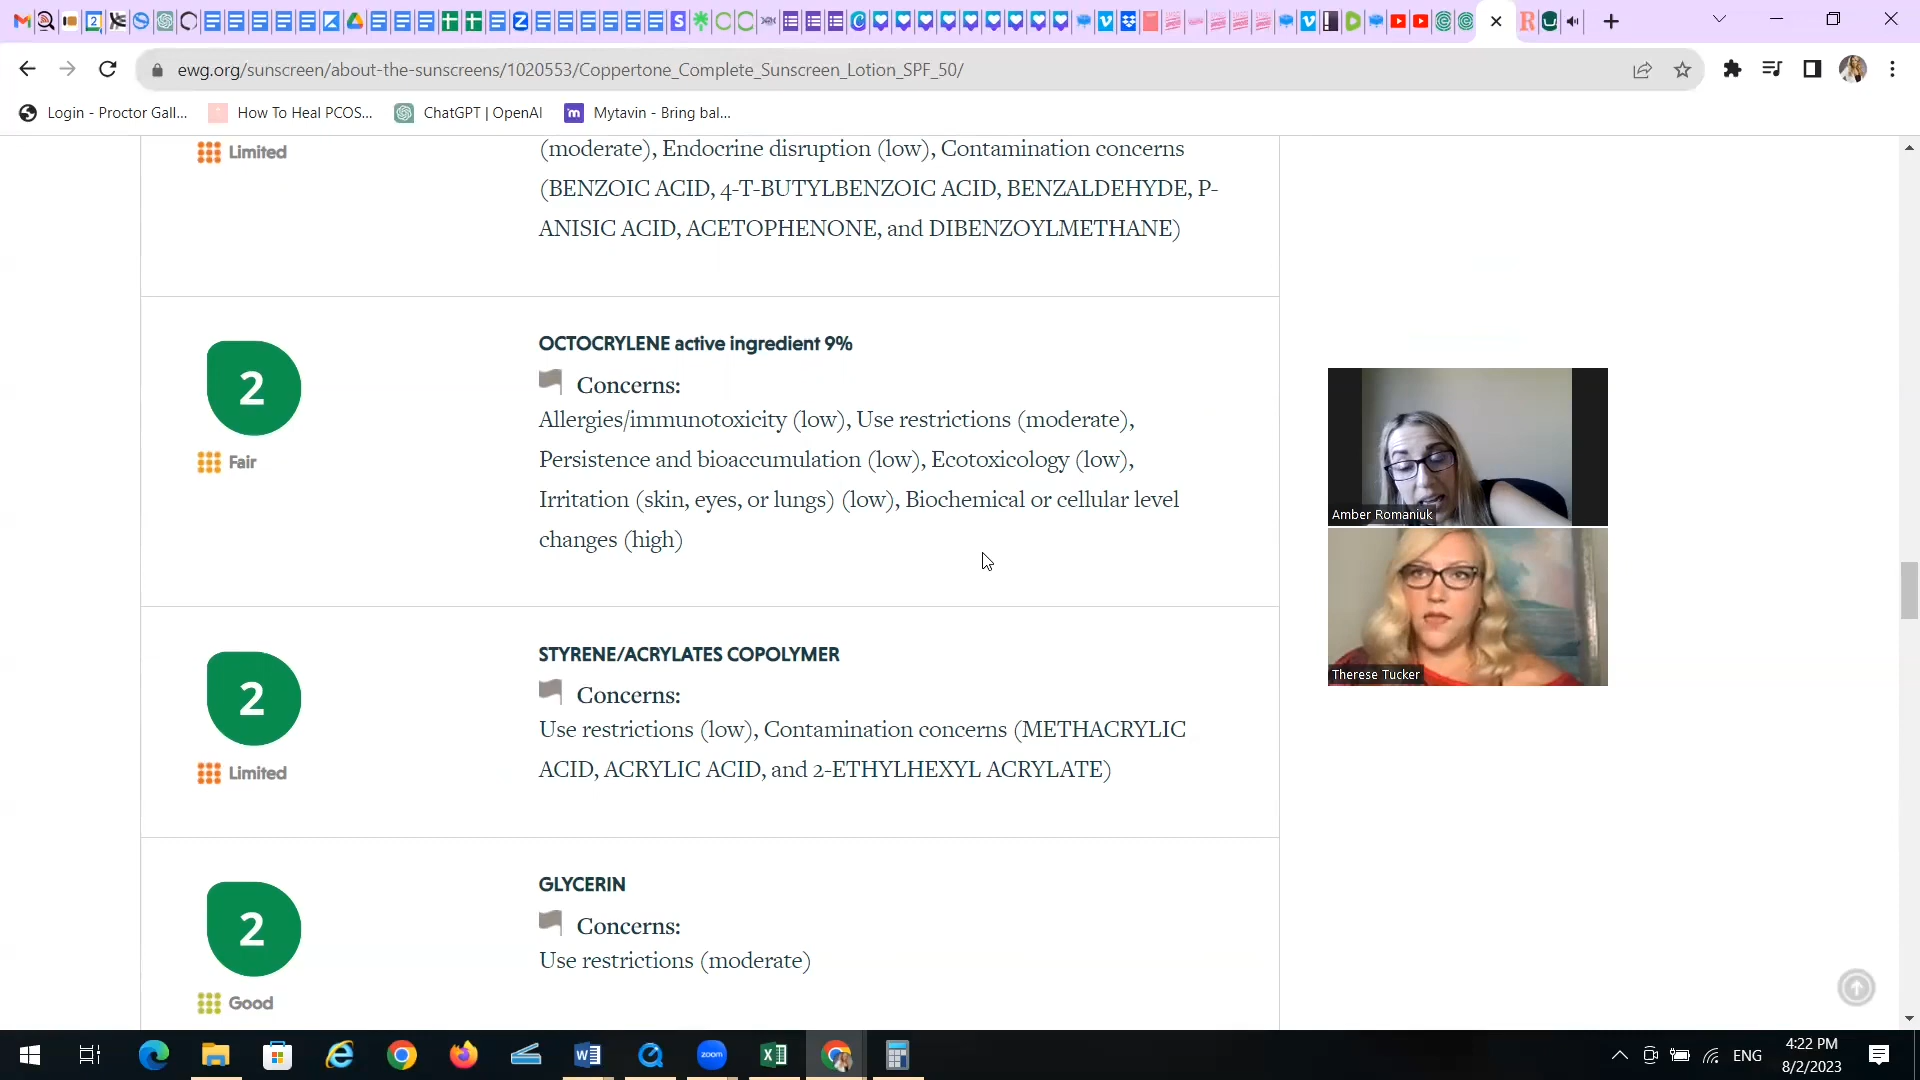 ewg.org/sunscreen/about-the-sunscreens/1020553/Coppertone_Complete_Sunscreen_Lotion_SPF_50/
Login - Proctor Gall...
How To Heal PCOS...
ChatGPT | OpenAI
Mytavin - Bring bal...
Limited
(moderate), Endocrine disruption (low), Contamination concerns
(BENZOIC ACID, 4-T-BUTYLBENZOIC ACID, BENZALDEHYDE, P-
ANISIC ACID, ACETOPHENONE, and DIBENZOYLMETHANE)
2
Fair
OCTOCRYLENE active ingredient 9%
Concerns:
Allergies/immunotoxicity (low), Use restrictions (moderate),
Persistence and bioaccumulation (low), Ecotoxicology (low),
Irritation (skin, eyes, or lungs) (low), Biochemical or cellular level
changes (high)
Amber Romaniuk
Therese Tucker
2
Limited
STYRENE/ACRYLATES COPOLYMER
Concerns:
Use restrictions (low), Contamination concerns (METHACRYLIC
ACID, ACRYLIC ACID, and 2-ETHYLHEXYL ACRYLATE)
2
Good
GLYCERIN
Concerns:
Use restrictions (moderate)
zoom
ENG
4:22 PM
8/2/2023